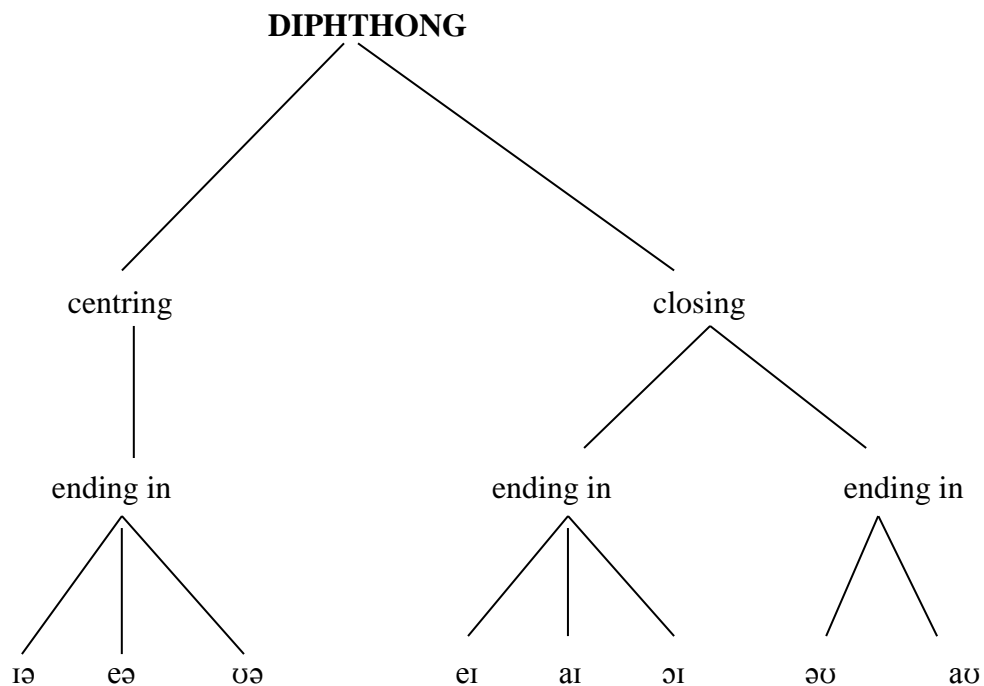 DIPHTHONG
centring closing
ending in ending in ending in
ɪə eə ʊə eɪ aɪ ɔɪ əʊ aʊ